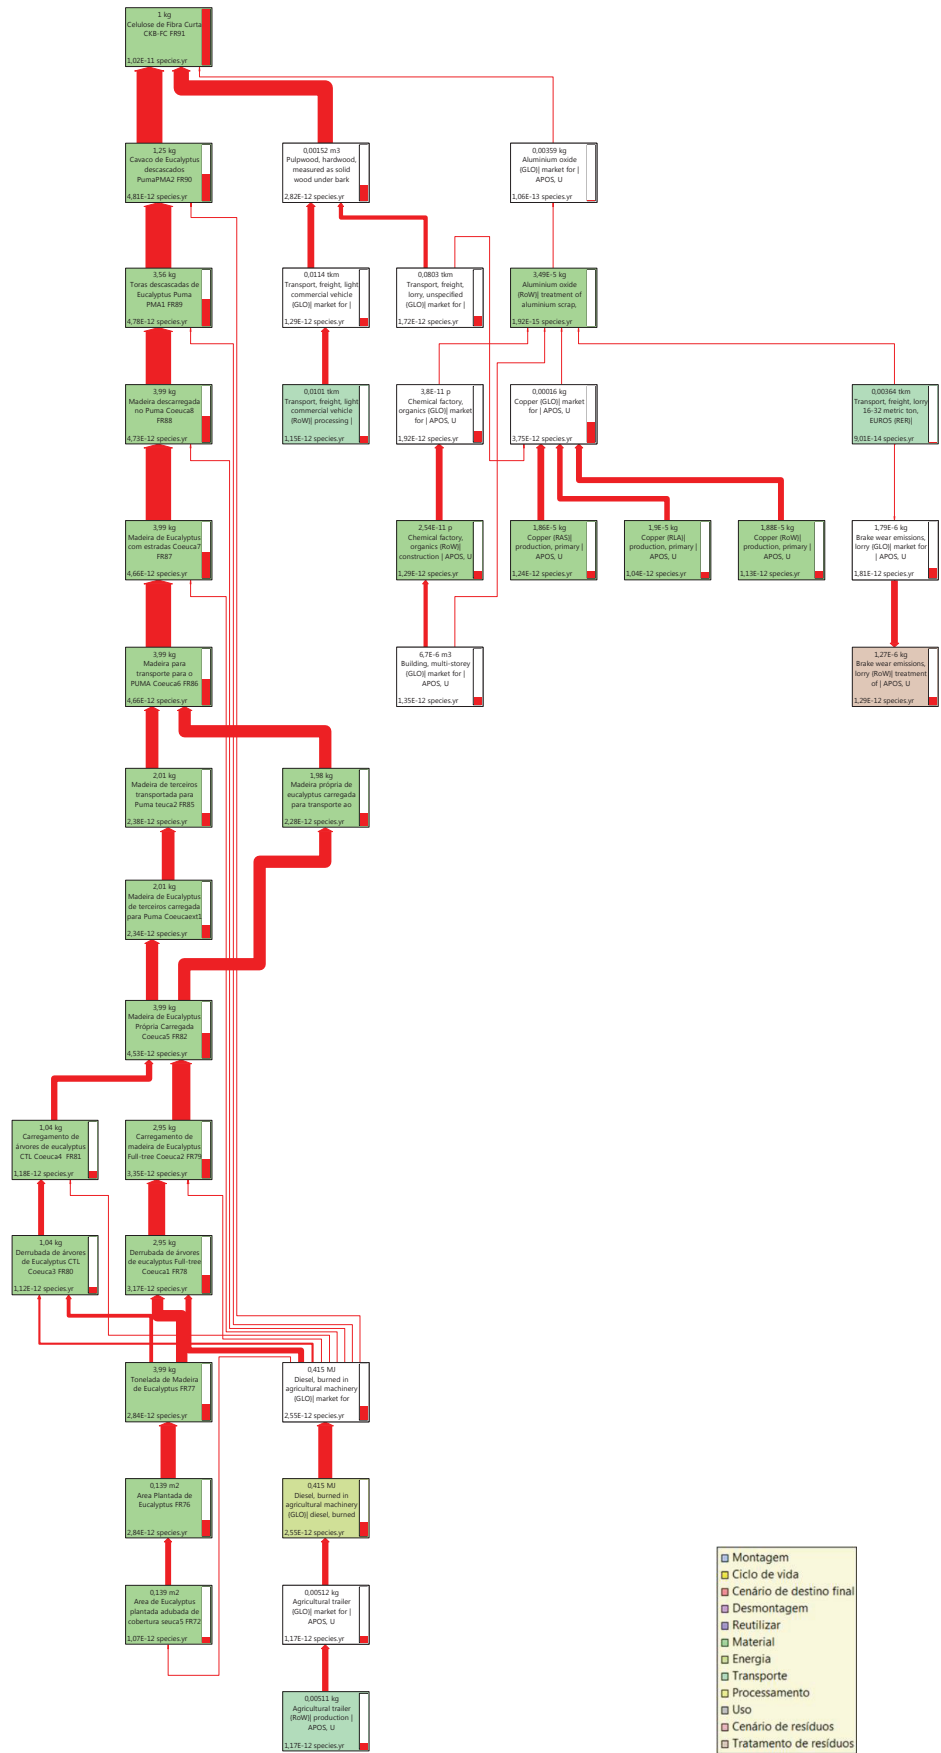 1 kg
Celulose de Fibra Curta
CKB-FC FR91
1,02E-11 species.yr
1,25 kg
Cavaco de Eucalyptus
descascados
PumaPMA2 FR90
4,81E-12 species.yr
0,00152 m3
Pulpwood, hardwood,
measured as solid
wood under bark
2,82E-12 species.yr
0,00359 kg
Aluminium oxide
(GLO)| market for |
APOS, U
1,06E-13 species.yr
3,56 kg
Toras descascadas de
Eucalyptus Puma
PMA1 FR89
4,78E-12 species.yr
0,0114 tkm
Transport, freight, light
commercial vehicle
(GLO)| market for |
1,29E-12 species.yr
0,0803 tkm
Transport, freight,
lorry, unspecified
(GLO)| market for |
1,72E-12 species.yr
3,49E-5 kg
Aluminium oxide
(RoW)| treatment of
aluminium scrap,
1,92E-15 species.yr
3,99 kg
Madeira descarregada
no Puma Coeuca8
FR88
4,73E-12 species.yr
0,0101 tkm
Transport, freight, light
commercial vehicle
(RoW)| processing |
1,15E-12 species.yr
3,8E-11 p
Chemical factory,
organics (GLO)| market
for | APOS, U
1,92E-12 species.yr
0,00016 kg
Copper (GLO)| market
for | APOS, U
3,75E-12 species.yr
0,00364 tkm
Transport, freight, lorry
16-32 metric ton,
EURO5 (RER)|
9,01E-14 species.yr
3,99 kg
Madeira de Eucalyptus
com estradas Coeuca7
FR87
4,66E-12 species.yr
2,54E-11 p
Chemical factory,
organics (RoW)|
construction | APOS, U
1,29E-12 species.yr
1,86E-5 kg
Copper (RAS)|
production, primary |
APOS, U
1,24E-12 species.yr
1,9E-5 kg
Copper (RLA)|
production, primary |
APOS, U
1,04E-12 species.yr
1,88E-5 kg
Copper (RoW)|
production, primary |
APOS, U
1,13E-12 species.yr
1,79E-6 kg
Brake wear emissions,
lorry (GLO)| market for
| APOS, U
1,81E-12 species.yr
3,99 kg
Madeira para
transporte para o
PUMA Coeuca6 FR86
4,66E-12 species.yr
6,7E-6 m3
Building, multi-storey
(GLO)| market for |
APOS, U
1,35E-12 species.yr
1,27E-6 kg
Brake wear emissions,
lorry (RoW)| treatment
of | APOS, U
1,29E-12 species.yr
2,01 kg
Madeira de terceiros
transportada para
Puma teuca2 FR85
2,38E-12 species.yr
1,98 kg
Madeira própria de
eucalyptus carregada
para transporte ao
2,28E-12 species.yr
2,01 kg
Madeira de Eucalyptus
de terceiros carregada
para Puma Coeucaext1
2,34E-12 species.yr
3,99 kg
Madeira de Eucalyptus
Própria Carregada
Coeuca5 FR82
4,53E-12 species.yr
1,04 kg
Carregamento de
árvores de eucalyptus
CTL Coeuca4 FR81
1,18E-12 species.yr
2,95 kg
Carregamento de
madeira de Eucalyptus
Full-tree Coeuca2 FR79
3,35E-12 species.yr
1,04 kg
Derrubada de árvores
de Eucalyptus CTL
Coeuca3 FR80
1,12E-12 species.yr
2,95 kg
Derrubada de árvores
de eucalyptus Full-tree
Coeuca1 FR78
3,17E-12 species.yr
3,99 kg
Tonelada de Madeira
de Eucalyptus FR77
2,84E-12 species.yr
0,415 MJ
Diesel, burned in
agricultural machinery
(GLO)| market for
2,55E-12 species.yr
0,139 m2
Area Plantada de
Eucalyptus FR76
2,84E-12 species.yr
0,415 MJ
Diesel, burned in
agricultural machinery
(GLO)| diesel, burned
2,55E-12 species.yr
0,139 m2
Area de Eucalyptus
plantada adubada de
cobertura seuca5 FR72
1,07E-12 species.yr
0,00512 kg
Agricultural trailer
(GLO)| market for |
APOS, U
1,17E-12 species.yr
0,00511 kg
Agricultural trailer
(RoW)| production |
APOS, U
1,17E-12 species.yr
Montagem
Ciclo de vida
Cenário de destino final
Desmontagem
Reutilizar
Material
Energia
Transporte
Processamento
Uso
Cenário de resíduos
Tratamento de resíduos